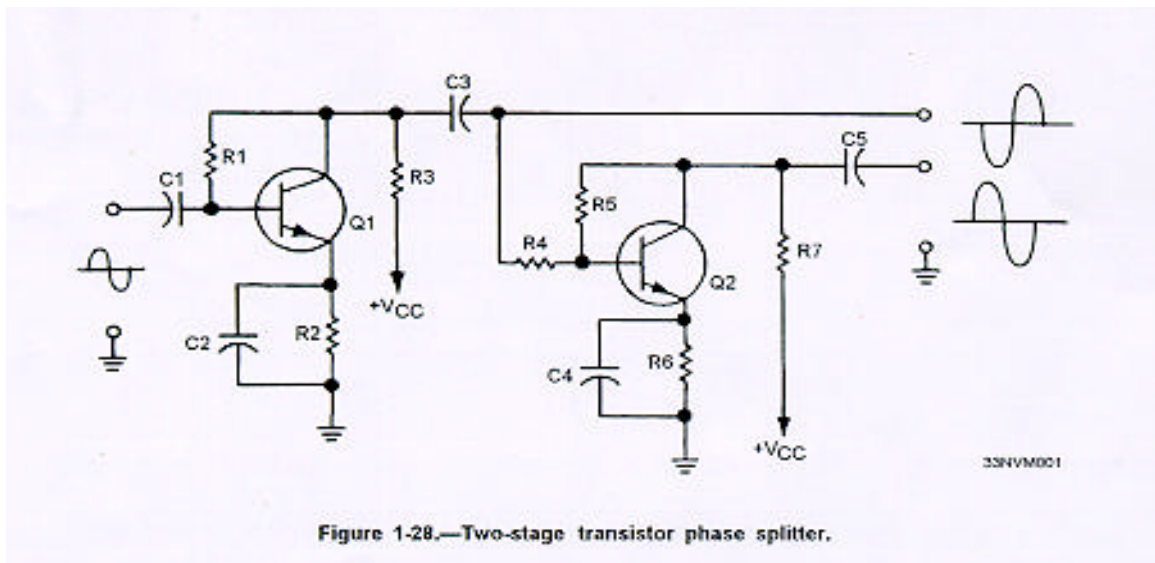 C3
C5
R1
R3
C1
R5
Q1
R4
R7
+VCC
Q2
C2
R2
C4
R6
+VCC
33NVM001
Figure 1-28.—Two-stage transistor phase splitter.